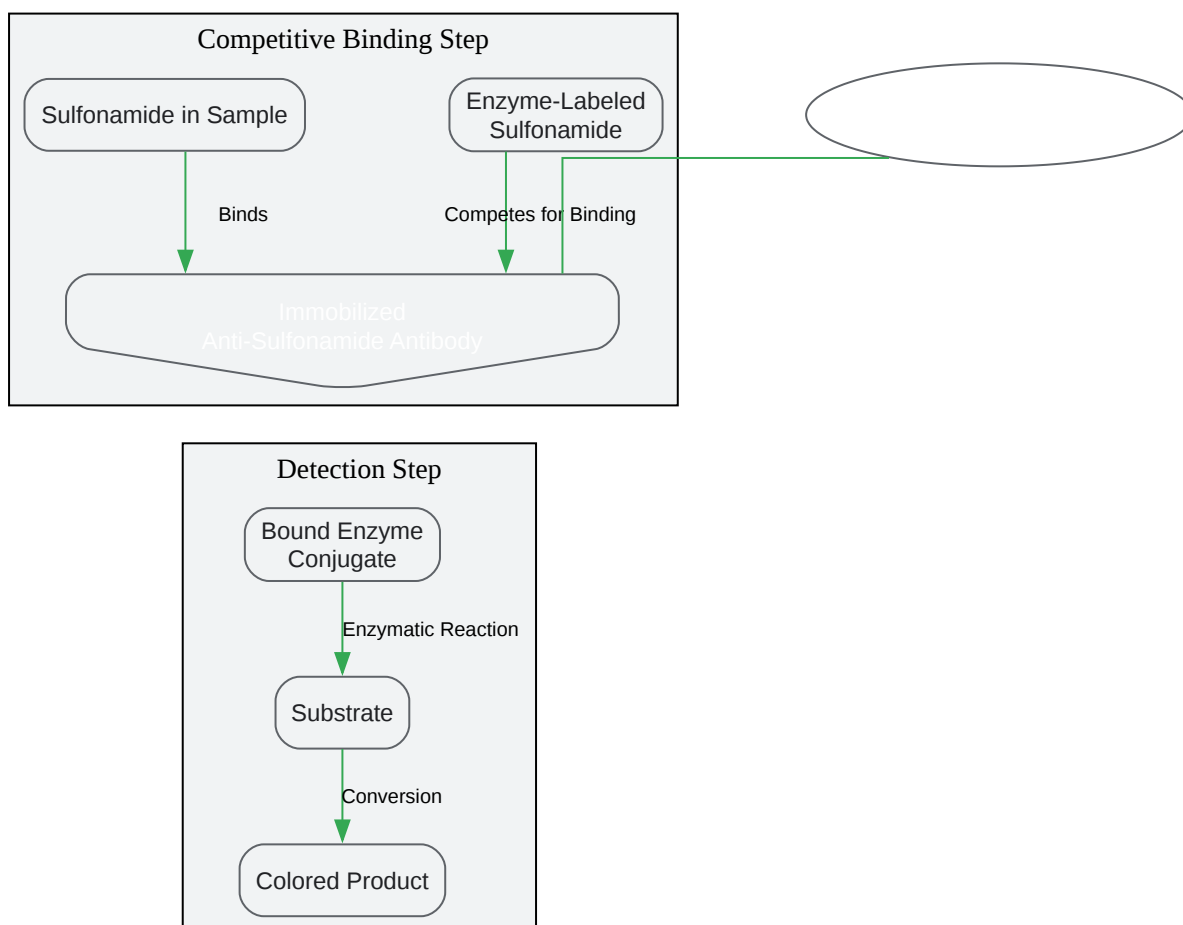 Competitive Binding Step
Sulfonamide in Sample
Enzyme-Labeled
Sulfonamide
Binds
Competes for Binding
Immobilized
Anti-Sulfonamide Antibody
Detection Step
Bound Enzyme
Conjugate
Enzymatic Reaction
Substrate
Conversion
Colored Product